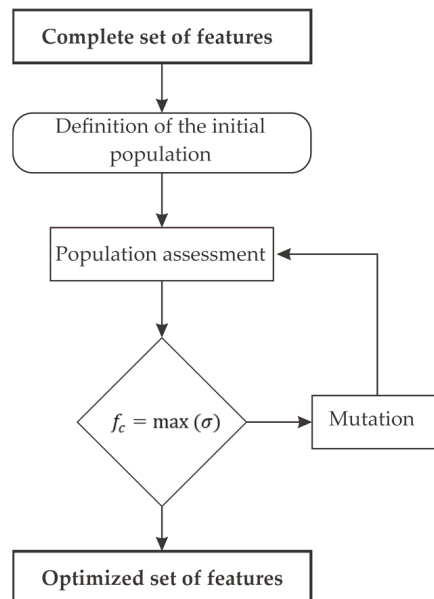 Complete set of features
Definition of the initial
population
Population assessment
f_c = max (σ)
Mutation
Optimized set of features